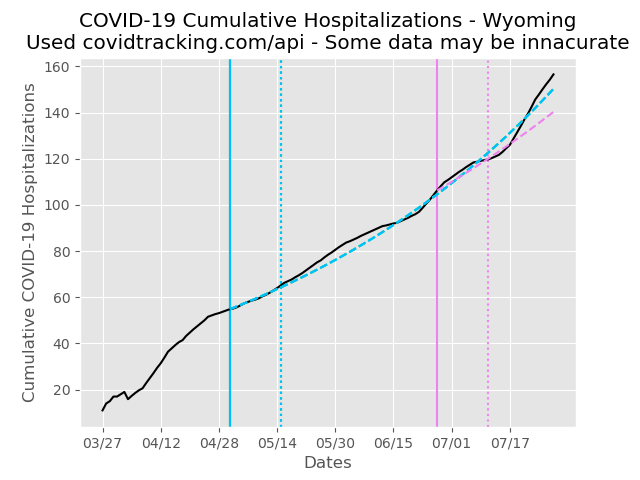 COVID-19 Cumulative Hospitalizations - Wyoming
Used covidtracking.com/api - Some data may be innacurate
Cumulative COVID-19 Hospitalizations
160
140
120
100
80
60
40
20
03/27 04/12 04/28 05/14 05/30 06/15 07/01 07/17
Dates